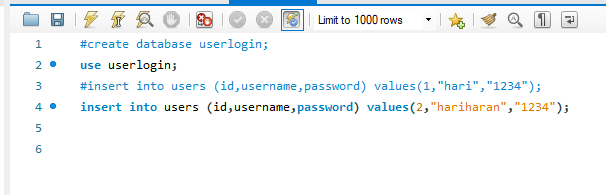 Limit to 1000 rows
1 #create database userlogin;
2 use userlogin;
3 #insert into users (id,username,password) values(1,"hari","1234");
4 insert into users (id,username,password) values(2,"hariharan","1234");
5
6